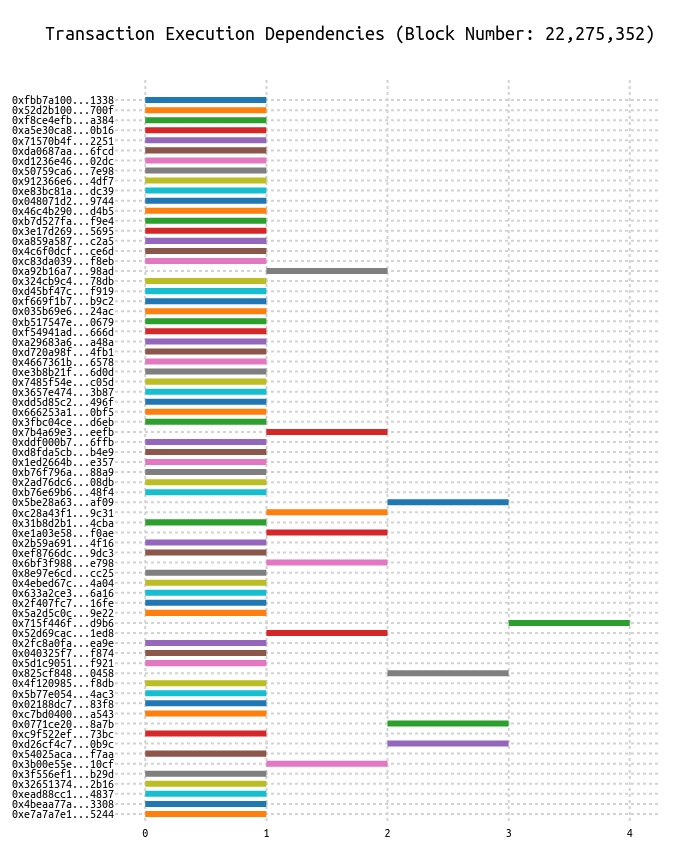 Transaction Execution Dependencies (Block Number: 22,275,352)
0xfbb7a100...1338
0x52d2b100...700f
0xf8ce4efb...a384
0xa5e30ca8...0b16
0x71570b4f...2251
0xda0687aa...6fcd
0xd1236e46...02dc
0x50759ca6...7e98
0x912366e6...4df7
0xe83bc81a...dc39
0x048071d2...9744
0x46c4b290...d4b5
0xb7d527fa...f9e4
0x3e17d269...5695
0xa859a587...c2a5
0x4c6f0dcf...ce6d
0xc83da039...f8eb
0xa92b16a7...98ad
0x324cb9c4...78db
0xd45bf47c...f919
0xf669f1b7...b9c2
0x035b69e6...24ac
0xb517547e...0679
0xf54941ad...666d
0xa29683a6...a48a
0xd720a98f...4fb1
0x4667361b...6578
0xe3b8b21f...6d0d
0x7485f54e...c05d
0x3657e474...3b87
0xdd5d85c2...496f
0x666253a1...0bf5
0x3fbc04ce...d6eb
0x7b4a69e3...eefb
0xddf000b7...6ffb
0xd8fda5cb...b4e9
0x1ed2664b...e357
0xb76f796a...88a9
0x2ad76dc6...08db
0xb76e69b6...48f4
0x5be28a63...af09
0xc28a43f1...9c31
0x31b8d2b1...4cba
0xe1a03e58...f0ae
0x2b59a691...4f16
0xef8766dc...9dc3
0x6bf3f988...e798
0x8e97e6cd...cc25
0x4ebed67c...4a04
0x633a2ce3...6a16
0x2f407fc7...16fe
0x5a2d5c0c...9e22
0x715f446f...d9b6
0x52d69cac...1ed8
0x2fc8a0fa...ea9e
0x040325f7...f874
0x5d1c9051...f921
0x825cf848...0458
0x4f120985...f8db
0x5b77e054...4ac3
0x02188dc7...83f8
0xc7bd0400...a543
0x0771ce20...8a7b
0xc9f522ef...73bc
0xd26cf4c7...0b9c
0x54025aca...f7aa
0x3b00e55e...10cf
0x3f556ef1...b29d
0x32651374...2b16
0xead88cc1...4837
0x4beaa77a...3308
0xe7a7a7e1...5244
0 1 2 3 4